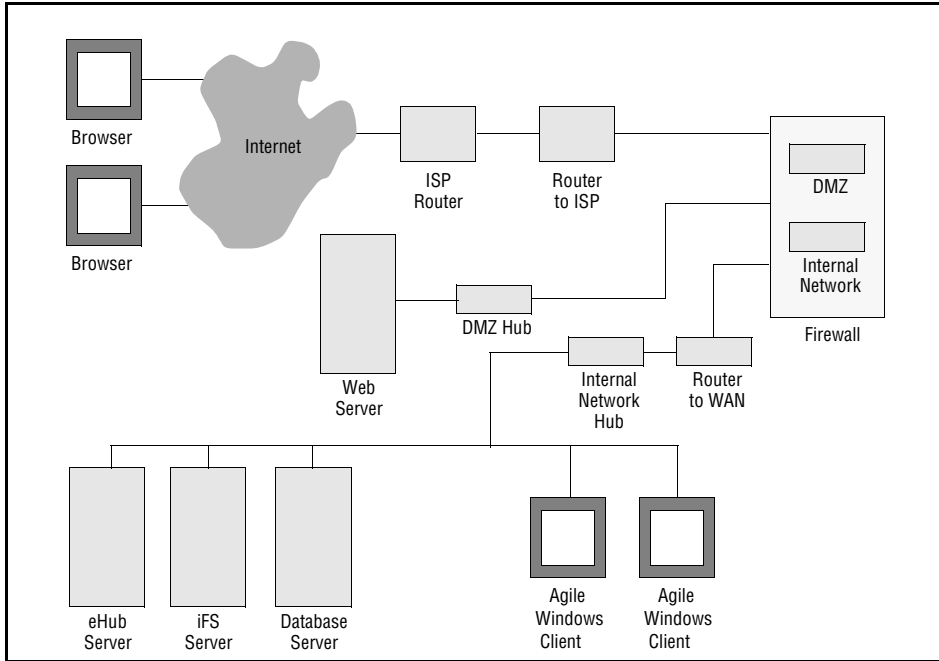 Browser
Internet
ISP
Router
Router
to ISP
DMZ
Browser
Internal
Network
Firewall
DMZ Hub
Web
Server
Internal
Network
Hub
Router
to WAN
eHub
Server
iFS
Server
Database
Server
Agile
Windows
Client
Agile
Windows
Client